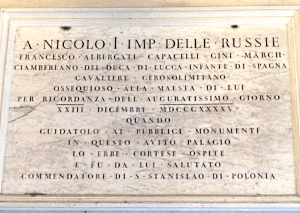 A · NICOLO · I · IMP · DELLE · RUSSIE
FRANCESCO · ALBERGATI · CAPACELLI · GINI · MARCH ·
CIAMBERLANO · DEL · DUCA · DI · LUCCA · INFANTE · DI · SPAGNA
CAVALIERE · GEROSOLIMITANO
OSSEQUIOSO · ALLA · MAESTA · DI · LUI
PER · RICORDANZA · DELL' AUGURATISSIMO · GIORNO
XXIII · DICEMBRE · MDCCCXXXXV ·
QUANDO
GUIDATOLO · AI · PUBBLICI · MONUMENTI
IN · QUESTO · AVITO · PALAGIO
LO · EBBE · CORTESE · OSPITE
E · FU · DA · LUI · SALUTATO
COMMENDATORE · DI · S · STANISLAO · DI · POLONIA